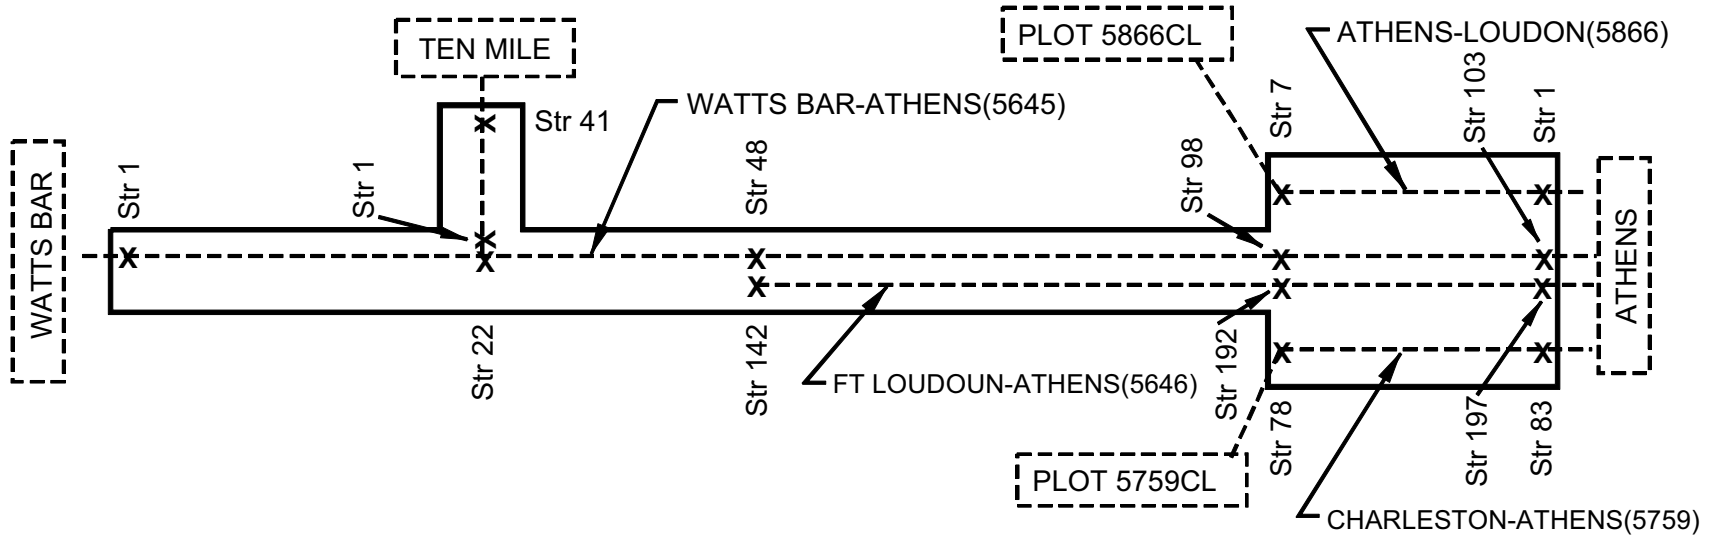 TEN MILE
PLOT 5866CL
ATHENS-LOUDON(5866)
WATTS BAR-ATHENS(5645)
Str 41
Str 7
Str 103
Str 1
Str 1
Str 1
Str 48
Str 98
WATTS BAR
ATHENS
Str 22
Str 142
FT LOUDOUN-ATHENS(5646)
Str 192
Str 78
Str 197
Str 83
PLOT 5759CL
CHARLESTON-ATHENS(5759)